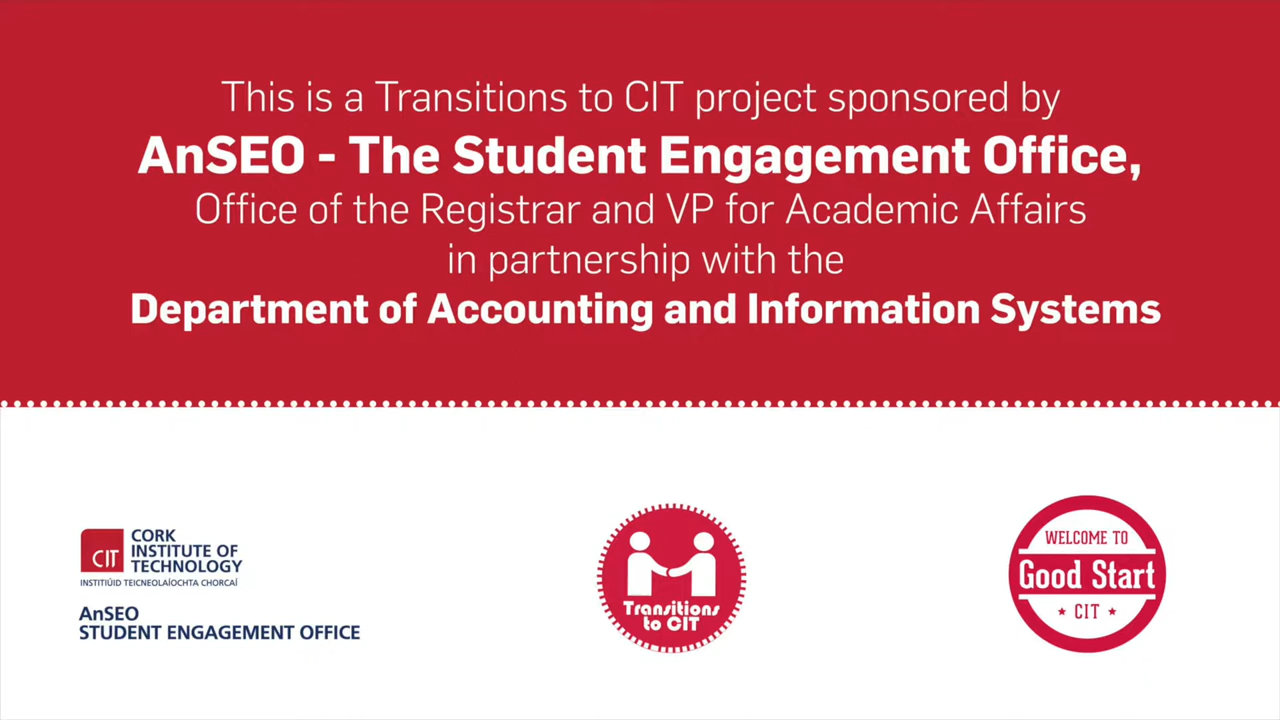 This is a Transitions to CIT project sponsored by
AnSEO - The Student Engagement Office,
Office of the Registrar and VP for Academic Affairs
in partnership with the
Department of Accounting and Information Systems
CIT
CORK
INSTITUTE OF
TECHNOLOGY
INSTITIÚID TEICNEOLAÍOCHTA CHORCAÍ
AnSEO
STUDENT ENGAGEMENT OFFICE
Transitions
to CIT
WELCOME TO
Good Start
CIT